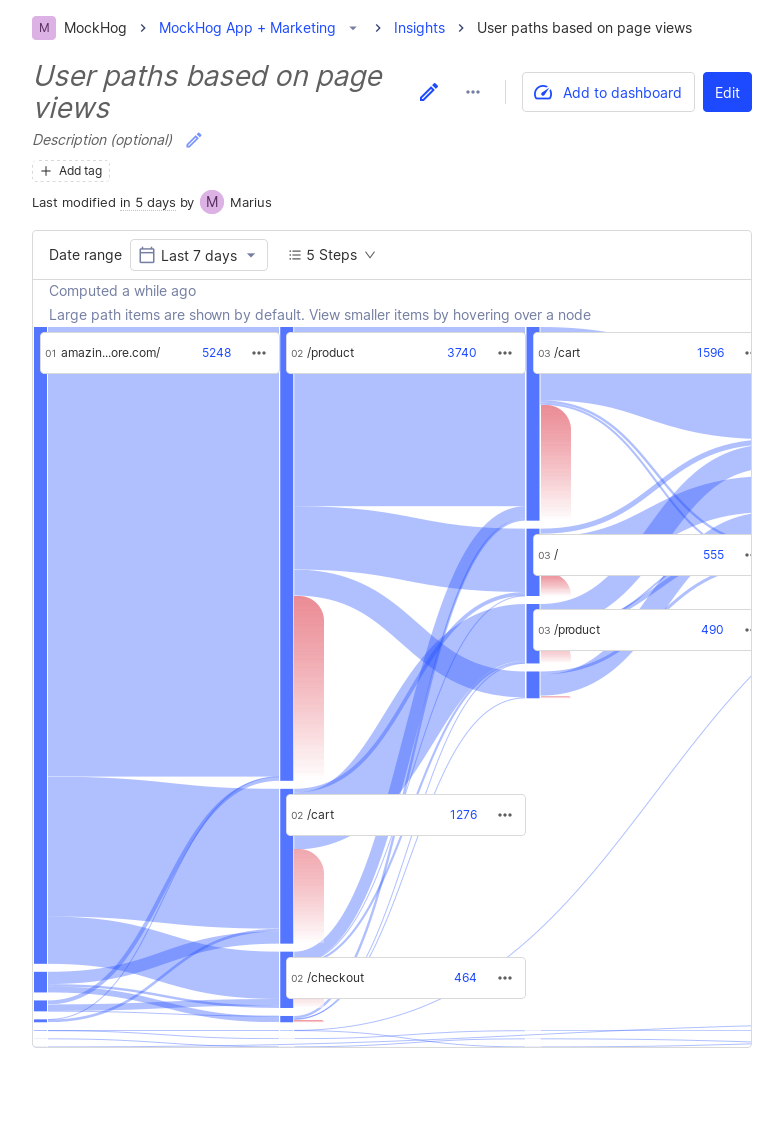 M MockHog > MockHog App + Marketing > Insights > User paths based on page views
User paths based on page
views
Add to dashboard
Edit
Description (optional)
Add tag
Last modified in 5 days by M Marius
Date range Last 7 days 5 Steps
Computed a while ago
Large path items are shown by default. View smaller items by hovering over a node
01 amazin...ore.com/ 5248
02 /product 3740
03 /cart 1596
03 / 555
03 /product 490
02 /cart 1276
02 /checkout 464